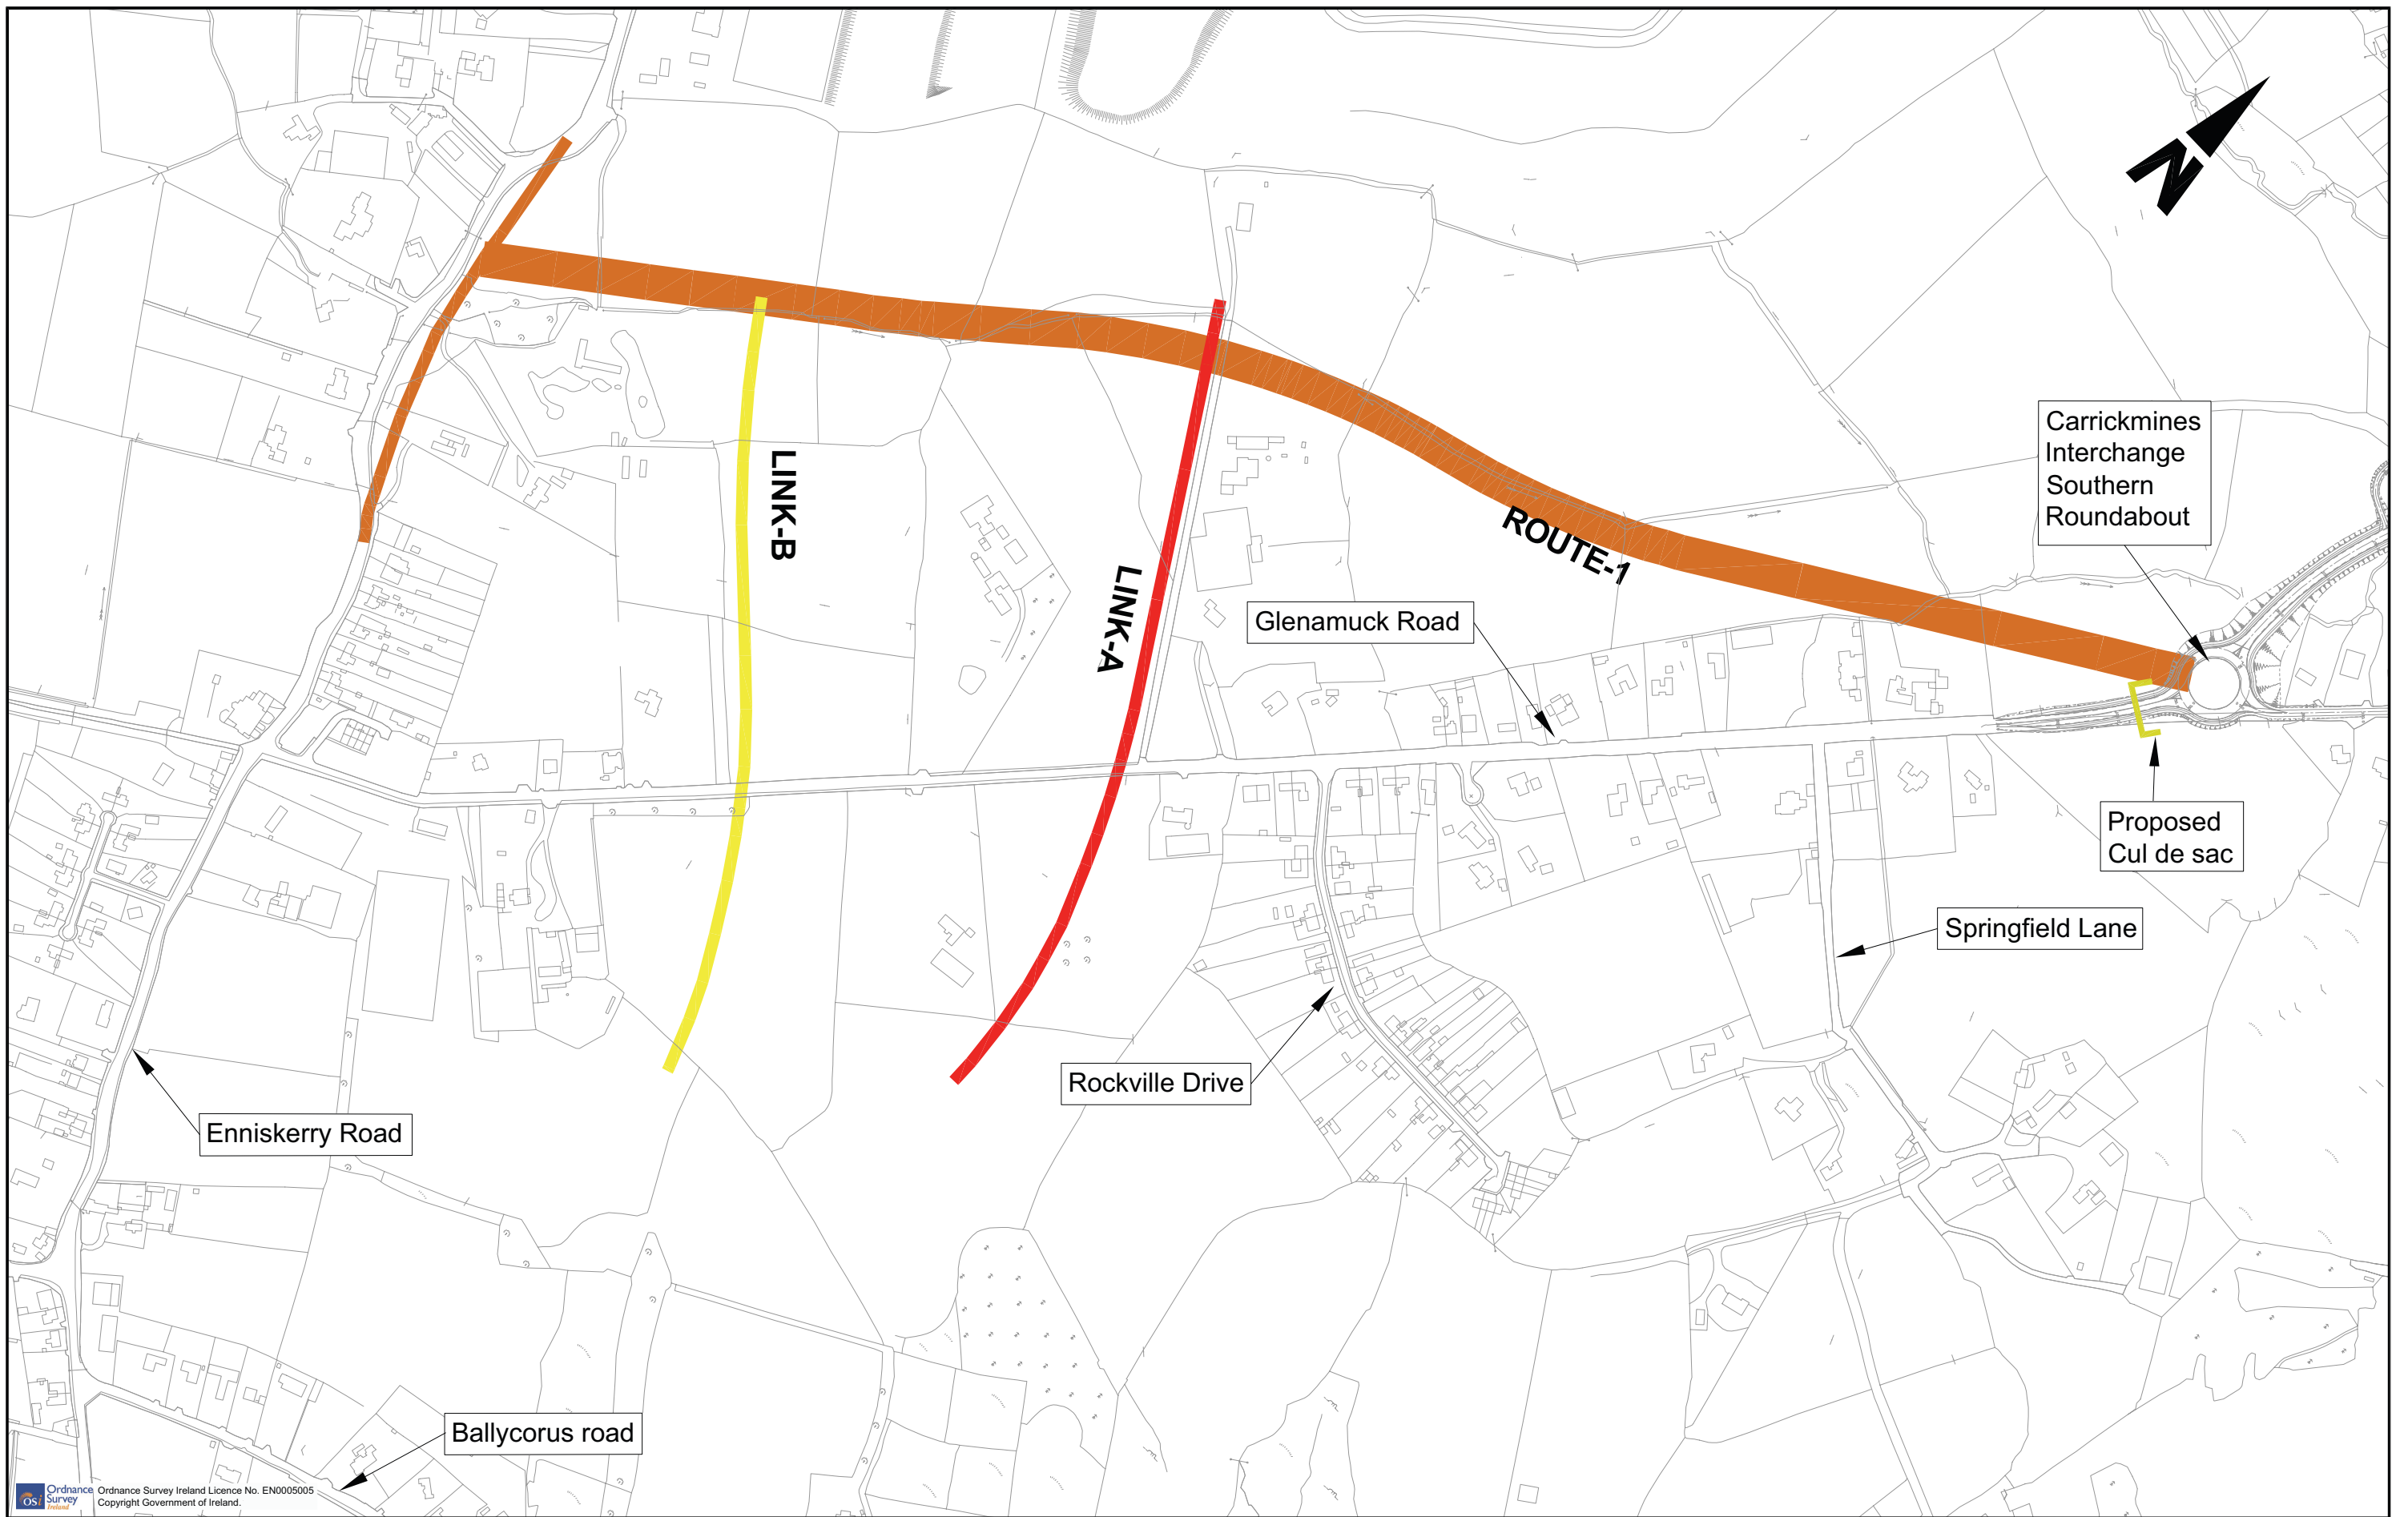 N
Carrickmines
Interchange
Southern
Roundabout
LINK-B
LINK-A
ROUTE-1
Glenamuck Road
Proposed
Cul de sac
Springfield Lane
Rockville Drive
Enniskerry Road
Ballycorus road
OSi
Ordnance
Survey
Ireland
Ordnance Survey Ireland Licence No. EN0005005
Copyright Government of Ireland.